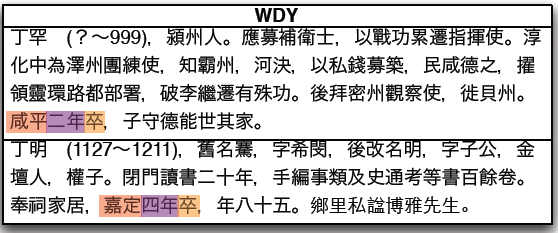 WDY
丁罕　(？～999)，潁州人。應募補衛士，以戰功累遷指揮使。淳
化中為澤州團練使，知霸州，河決，以私錢募築，民咸德之，擢
領靈環路都部署，破李繼遷有殊功。後拜密州觀察使，徙貝州。
咸平二年卒，子守德能世其家。
丁明　(1127～1211)，舊名騫，字希閔，後改名明，字子公，金
壇人，權子。閉門讀書二十年，手編事類及史通考等書百餘卷。
奉祠家居，嘉定四年卒，年八十五。鄉里私諡博雅先生。